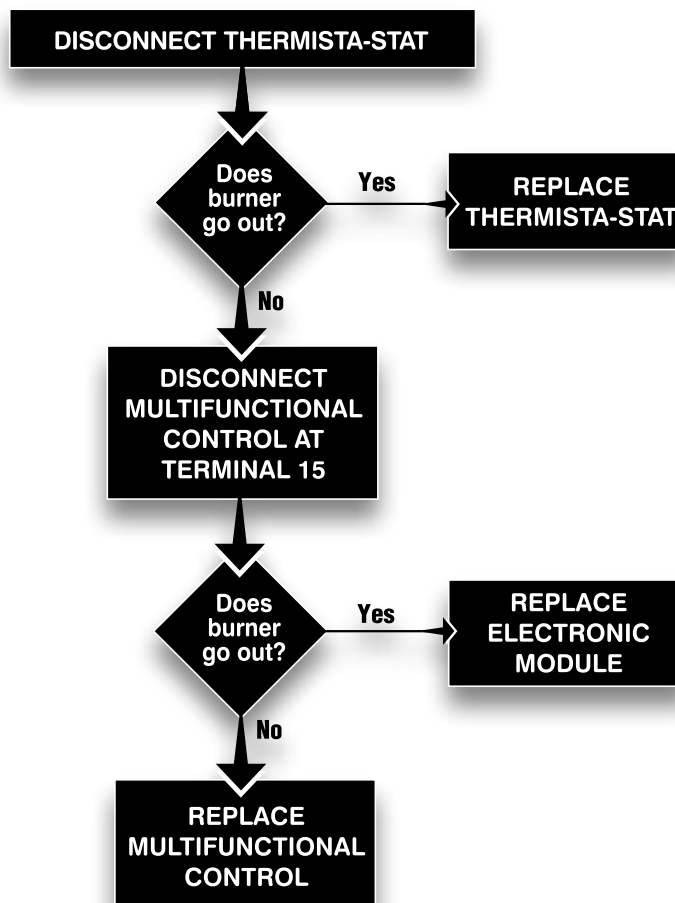 DISCONNECT THERMISTA-STAT
Does
burner
go out?
Yes
REPLACE
THERMISTA-STAT
No
DISCONNECT
MULTIFUNCTIONAL
CONTROL AT
TERMINAL 15
Does
burner
go out?
Yes
REPLACE
ELECTRONIC
MODULE
No
REPLACE
MULTIFUNCTIONAL
CONTROL